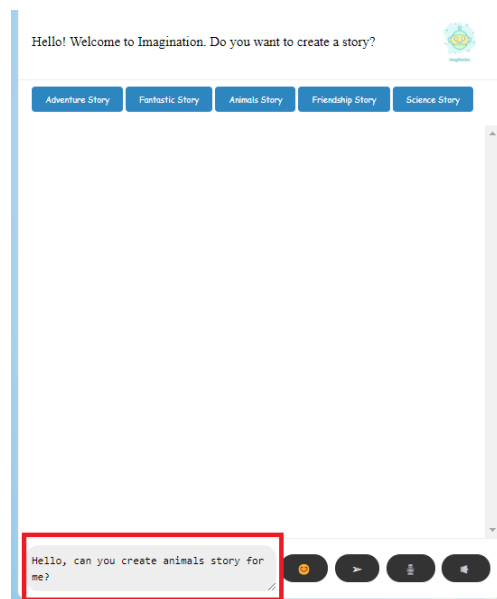 Hello! Welcome to Imagination. Do you want to create a story?
Adventure Story Fantastic Story Animals Story Friendship Story Science Story
Hello, can you create animals story for
me?